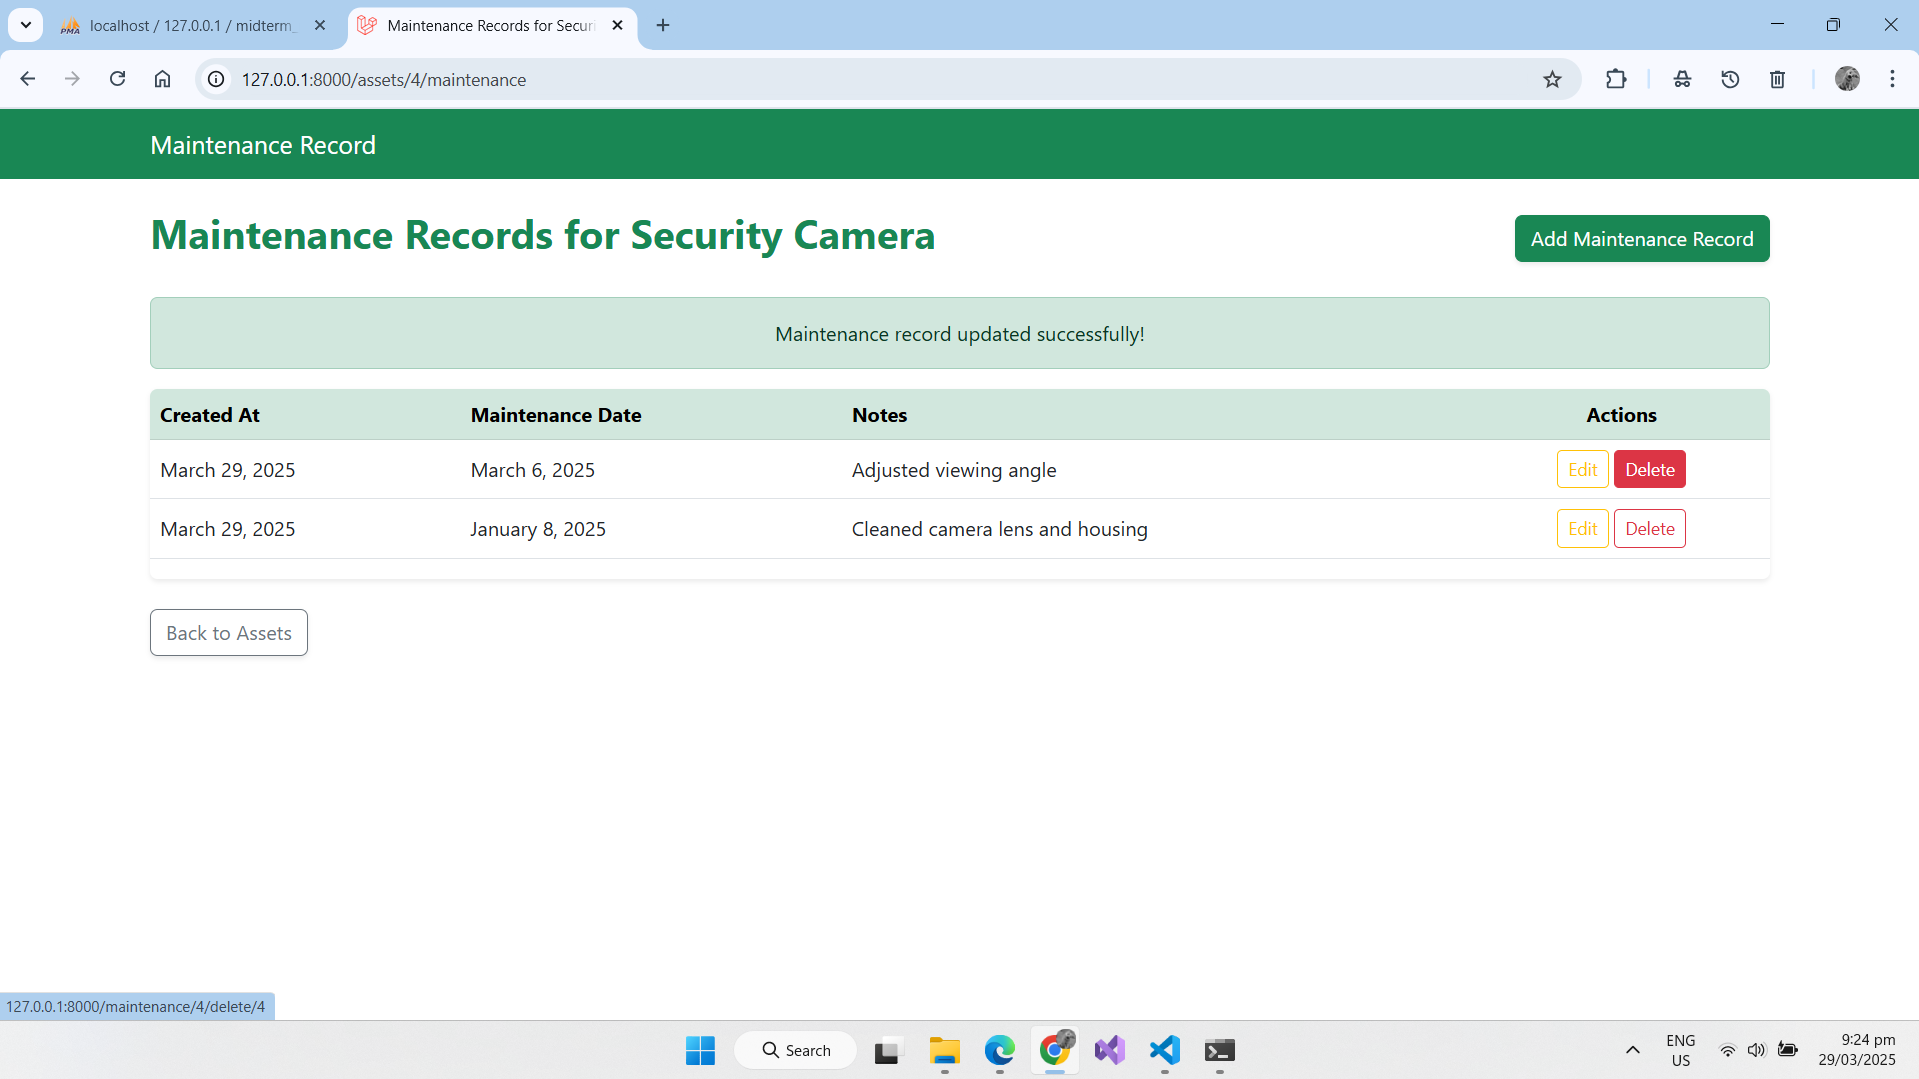 localhost / 127.0.0.1 / midterm_
Maintenance Records for Securi
127.0.0.1:8000/assets/4/maintenance
Maintenance Record
Maintenance Records for Security Camera
Add Maintenance Record
Maintenance record updated successfully!
Created At Maintenance Date Notes Actions
March 29, 2025 March 6, 2025 Adjusted viewing angle Edit Delete
March 29, 2025 January 8, 2025 Cleaned camera lens and housing Edit Delete
Back to Assets
127.0.0.1:8000/maintenance/4/delete/4
Search
ENG
US
9:24 pm
29/03/2025